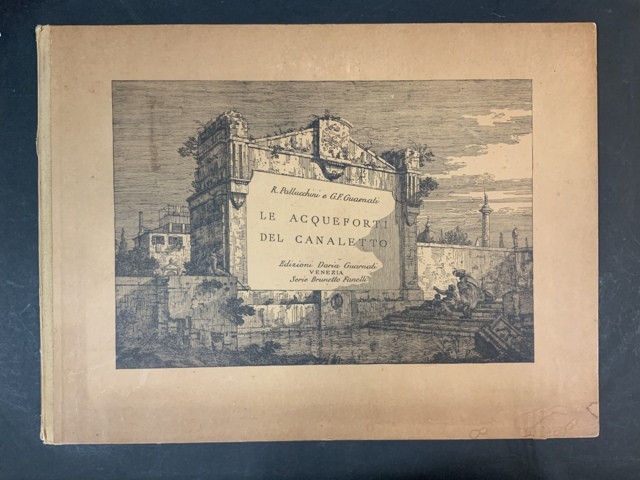 R. Pallucchini e G.F. Guarnati
LE ACQUEFORTI
DEL CANALETTO
Edizioni Daria Guarnati
VENEZIA
Serie Brunetto Fanelli